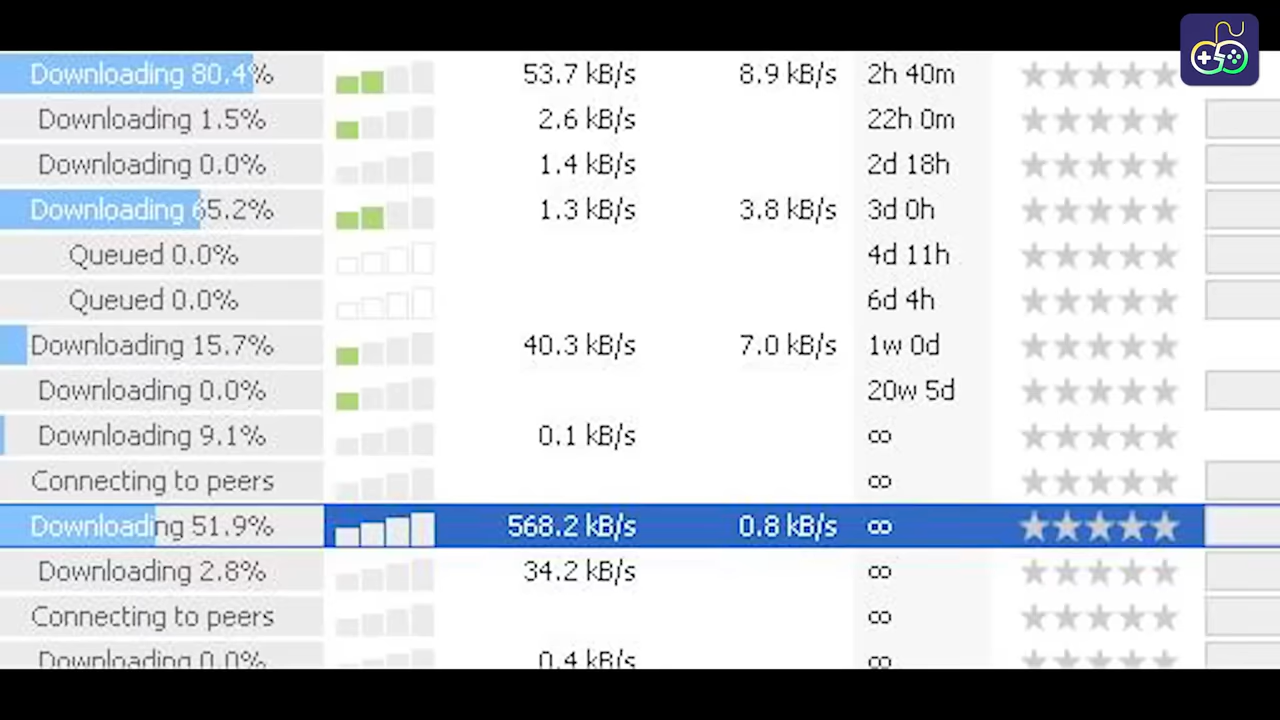 Downloading 80.4% 53.7 kB/s 8.9 kB/s 2h 40m
Downloading 1.5% 2.6 kB/s 22h 0m
Downloading 0.0% 1.4 kB/s 2d 18h
Downloading 65.2% 1.3 kB/s 3.8 kB/s 3d 0h
Queued 0.0% 4d 11h
Queued 0.0% 6d 4h
Downloading 15.7% 40.3 kB/s 7.0 kB/s 1w 0d
Downloading 0.0% 20w 5d
Downloading 9.1% 0.1 kB/s ∞
Connecting to peers ∞
Downloading 51.9% 568.2 kB/s 0.8 kB/s ∞
Downloading 2.8% 34.2 kB/s ∞
Connecting to peers ∞
Downloading 0.0% 0.4 kB/s ∞